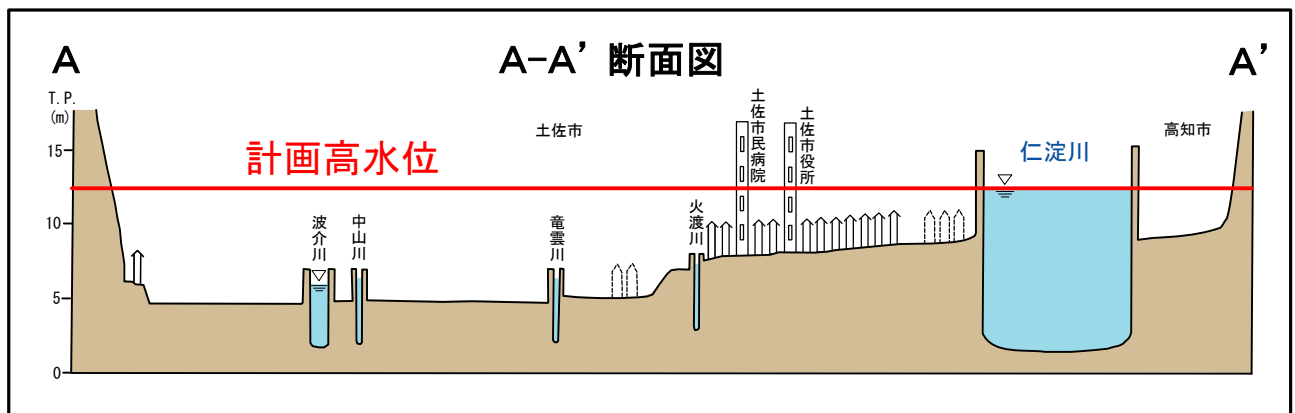 A
A-A’ 断面図
A’
T.P.
(m)
15
10
5
0
土佐市
土佐市民病院
土佐市役所
高知市
計画高水位
仁淀川
波介川
中山川
竜雲川
火渡川